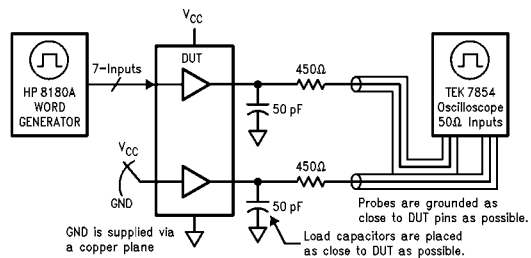 VCC
DUT
450Ω
7-Inputs
HP 8180A
WORD
GENERATOR
TEK 7854
Oscilloscope
50Ω Inputs
50 pF
VCC
450Ω
GND
50 pF
Probes are grounded as
close to DUT pins as possible.
GND is supplied via
a copper plane
Load capacitors are placed
as close to DUT as possible.